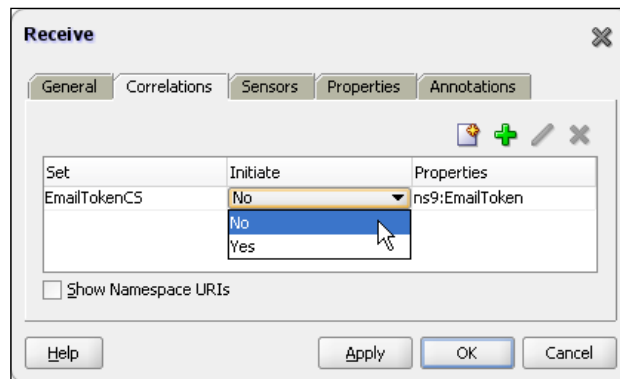 Receive
General Correlations Sensors Properties Annotations
Set Initiate Properties
EmailTokenCS No ns9:EmailToken
No
Yes
Show Namespace URIs
Help Apply OK Cancel